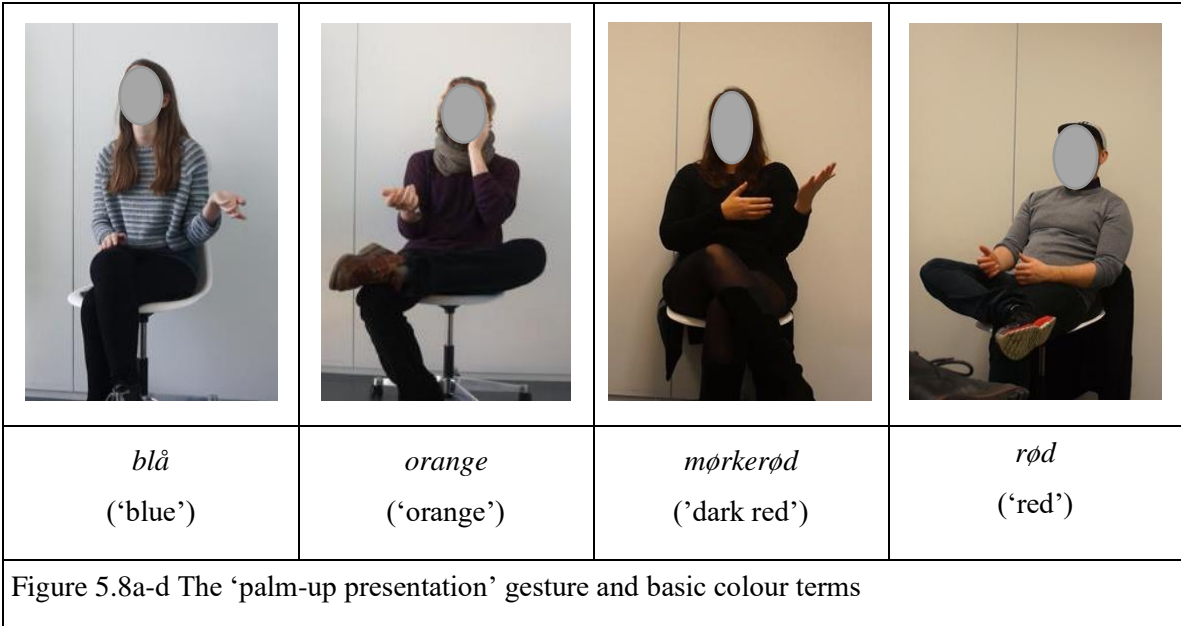 blå
(‘blue’)
orange
(‘orange’)
mørkerød
(’dark red’)
rød
(‘red’)
Figure 5.8a-d The ‘palm-up presentation’ gesture and basic colour terms